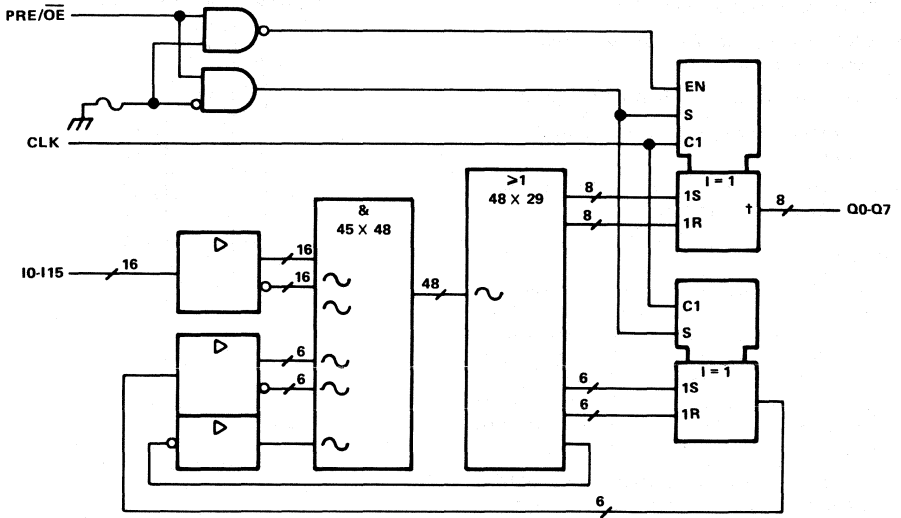 PRE/OE
EN
S
C1
CLK
≥1
48 X 29
I = 1
8
1S
†
8
Q0-Q7
8
1R
&
45 X 48
I0-I15
16
16
16
48
C1
S
I = 1
6
6
6
1S
6
1R
6